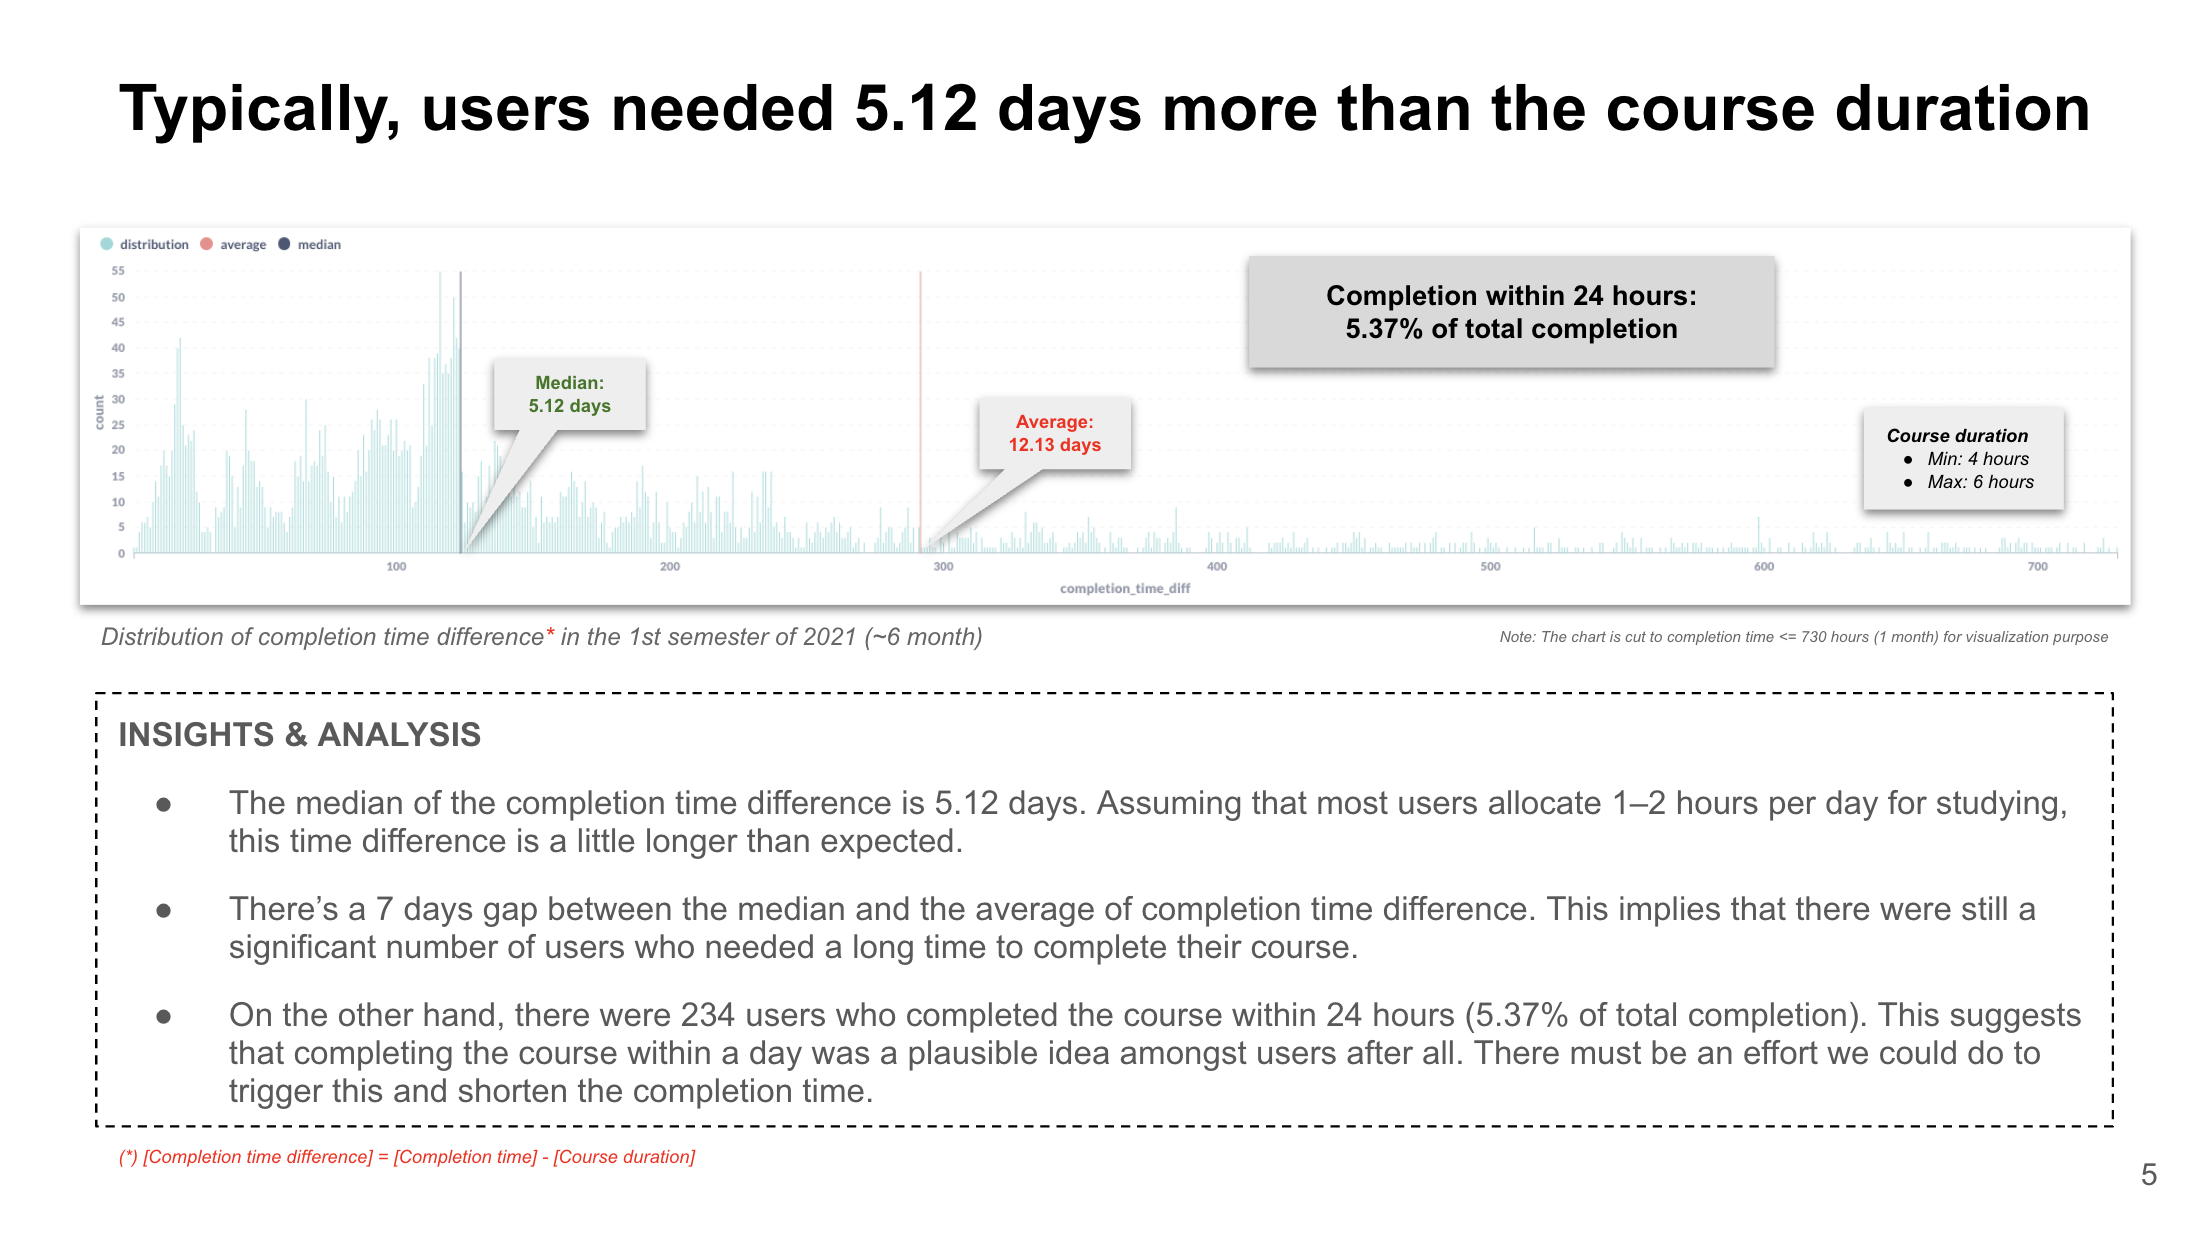 Typically, users needed 5.12 days more than the course duration
distribution average median
55
50
45
40
35
30
25
20
15
10
5
0
count
100 200 300 400 500 600 700
completion_time_diff
Median:
5.12 days
Average:
12.13 days
Completion within 24 hours:
5.37% of total completion
Course duration
● Min: 4 hours
● Max: 6 hours
Distribution of completion time difference* in the 1st semester of 2021 (~6 month)
Note: The chart is cut to completion time <= 730 hours (1 month) for visualization purpose
INSIGHTS & ANALYSIS
● The median of the completion time difference is 5.12 days. Assuming that most users allocate 1–2 hours per day for studying,
this time difference is a little longer than expected.
● There’s a 7 days gap between the median and the average of completion time difference. This implies that there were still a
significant number of users who needed a long time to complete their course.
● On the other hand, there were 234 users who completed the course within 24 hours (5.37% of total completion). This suggests
that completing the course within a day was a plausible idea amongst users after all. There must be an effort we could do to
trigger this and shorten the completion time.
(*) [Completion time difference] = [Completion time] - [Course duration]
5